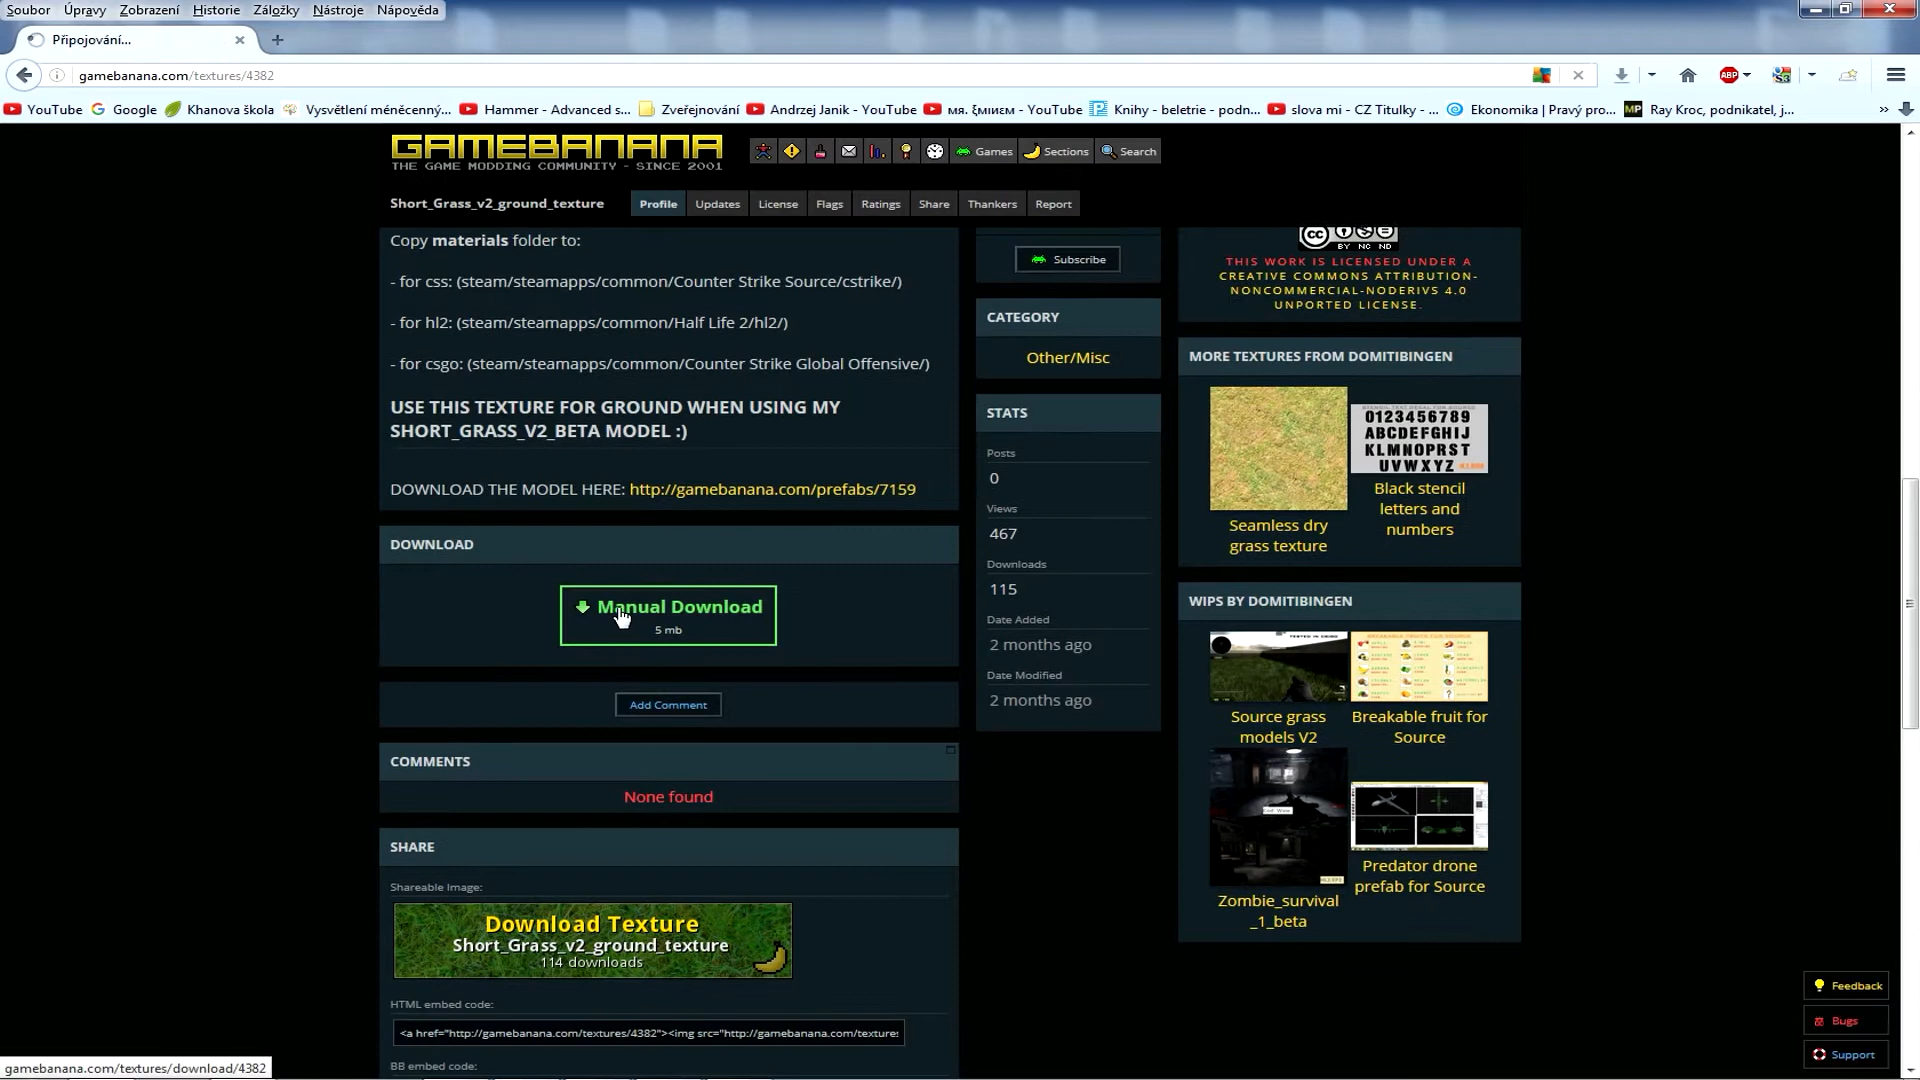 Soubor Úpravy Zobrazení Historie Záložky Nástroje Nápověda
Připojování...
gamebanana.com/textures/4382
YouTube Google Khanova škola Vysvětlení méněcenný... Hammer - Advanced s... Zveřejňování Andrzej Janik - YouTube мя. ξмием - YouTube Knihy - beletrie - podn... slova mi - CZ Titulky - ... Ekonomika | Pravý pro... Ray Kroc, podnikatel, j...
GAMEBANANA
THE GAME MODDING COMMUNITY - SINCE 2001
Games Sections Search
Short_Grass_v2_ground_texture
Profile Updates License Flags Ratings Share Thankers Report
Copy materials folder to:
- for css: (steam/steamapps/common/Counter Strike Source/cstrike/)
- for hl2: (steam/steamapps/common/Half Life 2/hl2/)
- for csgo: (steam/steamapps/common/Counter Strike Global Offensive/)
USE THIS TEXTURE FOR GROUND WHEN USING MY
SHORT_GRASS_V2_BETA MODEL :)
DOWNLOAD THE MODEL HERE: http://gamebanana.com/prefabs/7159
DOWNLOAD
Manual Download
5 mb
Add Comment
COMMENTS
None found
SHARE
Shareable Image:
Download Texture
Short_Grass_v2_ground_texture
114 downloads
HTML embed code:
<a href="http://gamebanana.com/textures/4382"><img src="http://gamebanana.com/textures
BB embed code:
Subscribe
CATEGORY
Other/Misc
STATS
Posts
0
Views
467
Downloads
115
Date Added
2 months ago
Date Modified
2 months ago
BY NC ND
THIS WORK IS LICENSED UNDER A
CREATIVE COMMONS ATTRIBUTION-
NONCOMMERCIAL-NODERIVS 4.0
UNPORTED LICENSE.
MORE TEXTURES FROM DOMITIBINGEN
0123456789
ABCDEFGHIJ
KLMNOPRST
UVWXYZ
Seamless dry
grass texture
Black stencil
letters and
numbers
WIPS BY DOMITIBINGEN
Source grass
models V2
Breakable fruit for
Source
Zombie_survival
_1_beta
Predator drone
prefab for Source
Feedback
Bugs
Support
gamebanana.com/textures/download/4382